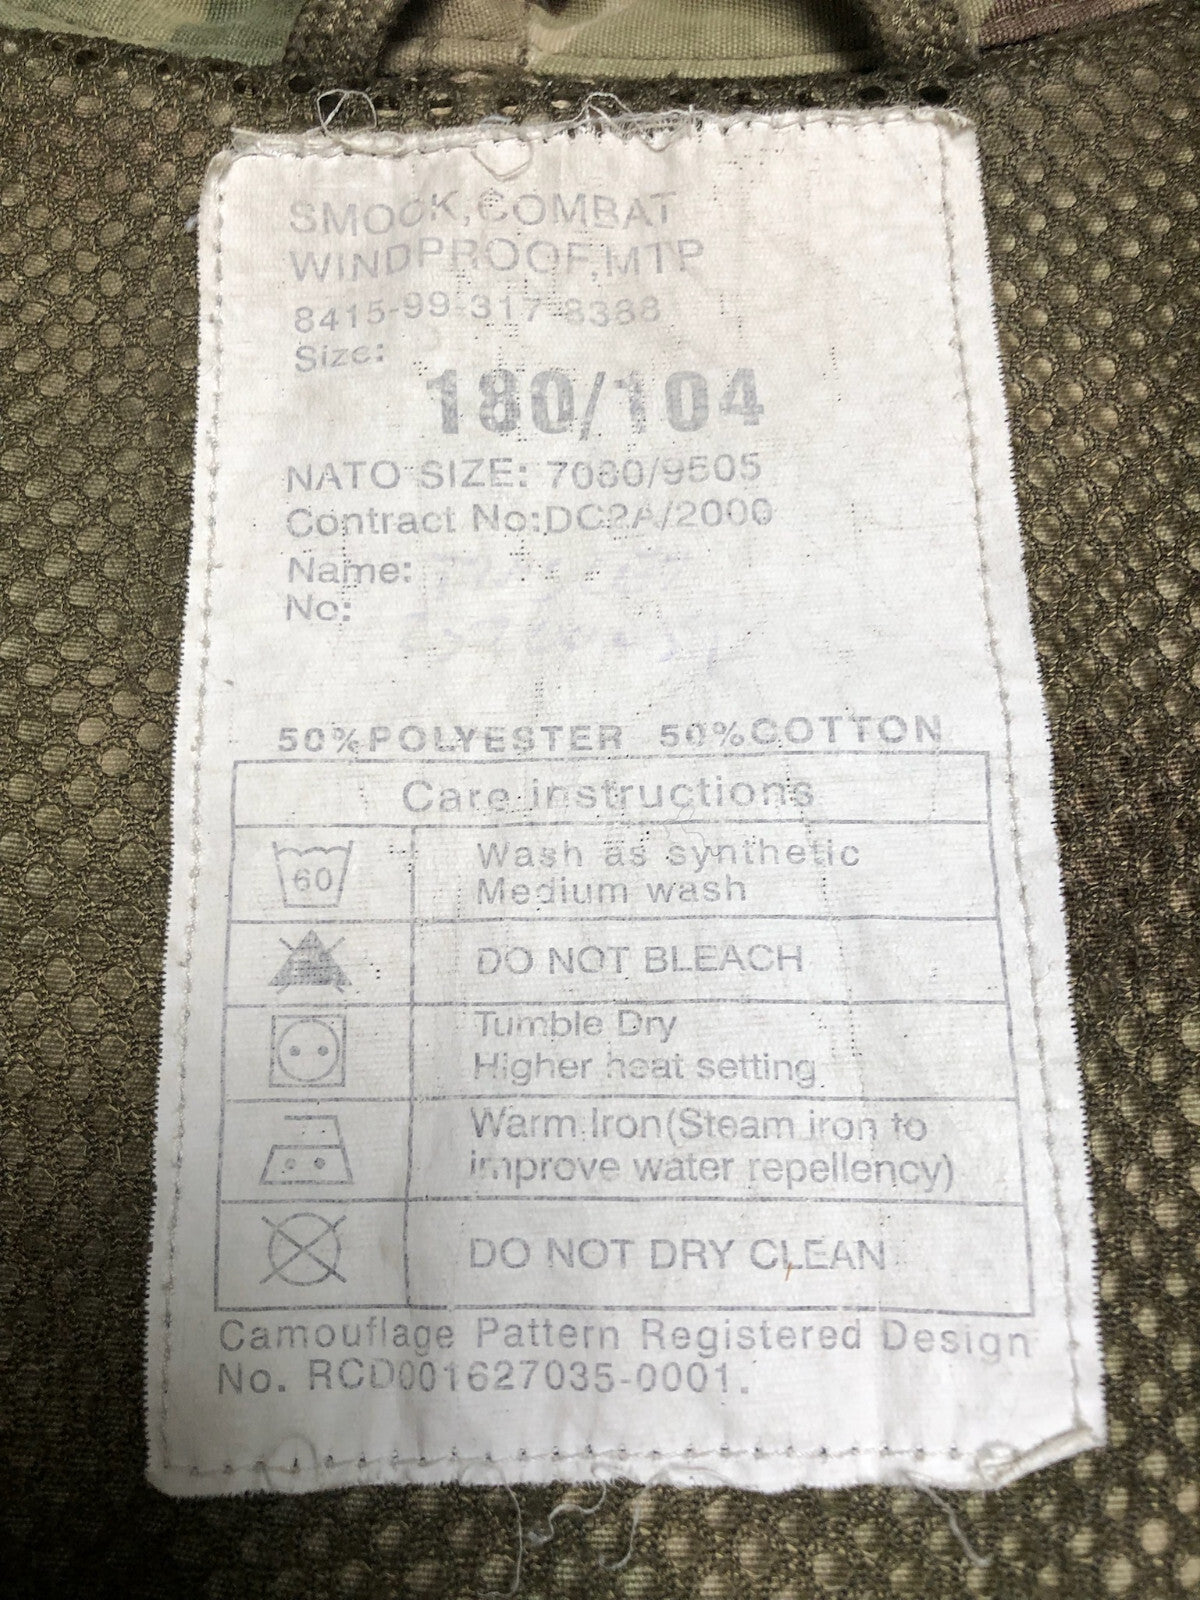 SMOCK,COMBAT
WINDPROOF,MTP
8415-99-317-8388
Size:
180/104
NATO SIZE: 7080/9505
Contract No:DC2A/2000
Name:
No:
50%POLYESTER 50%COTTON
Care instructions
60
Wash as synthetic
Medium wash
DO NOT BLEACH
Tumble Dry
Higher heat setting
Warm Iron(Steam iron to
improve water repellency)
DO NOT DRY CLEAN
Camouflage Pattern Registered Design
No. RCD001627035-0001.